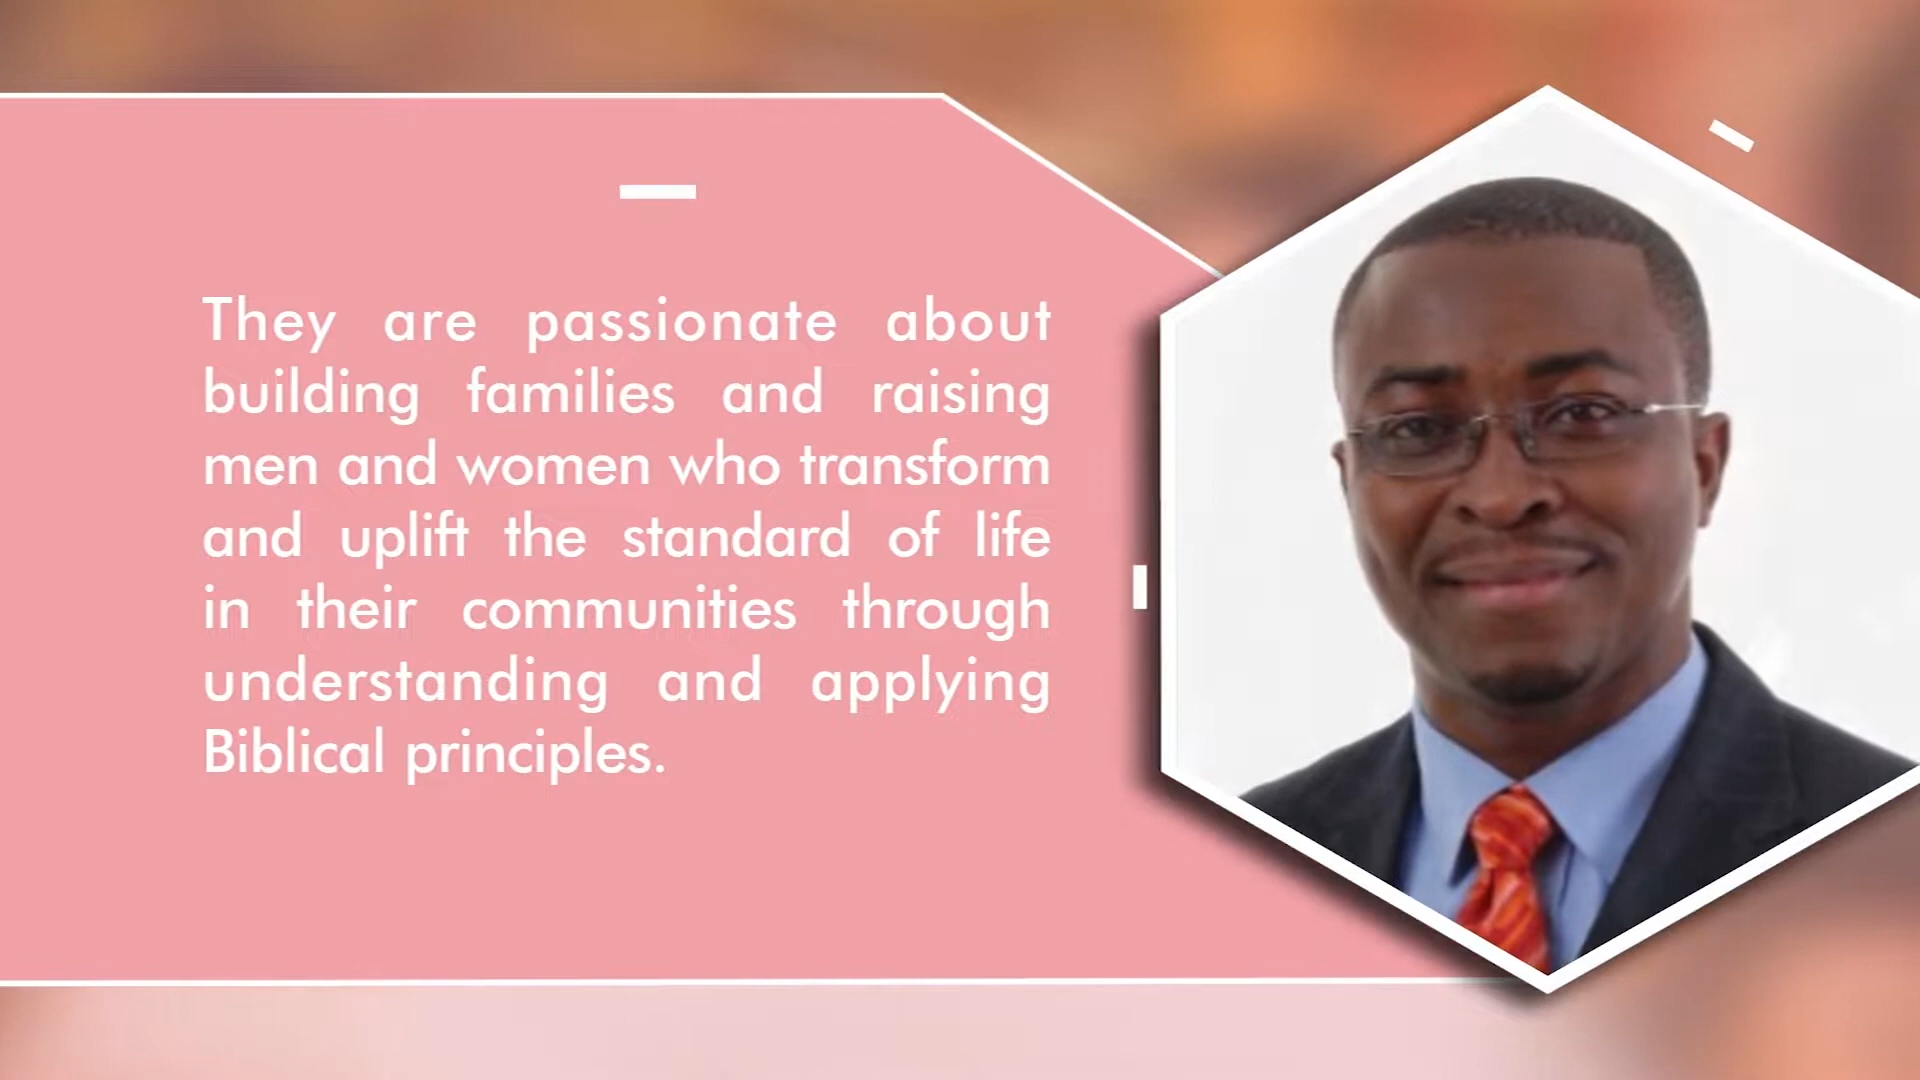 They are passionate about
building families and raising
men and women who transform
and uplift the standard of life
in their communities through
understanding and applying
Biblical principles.